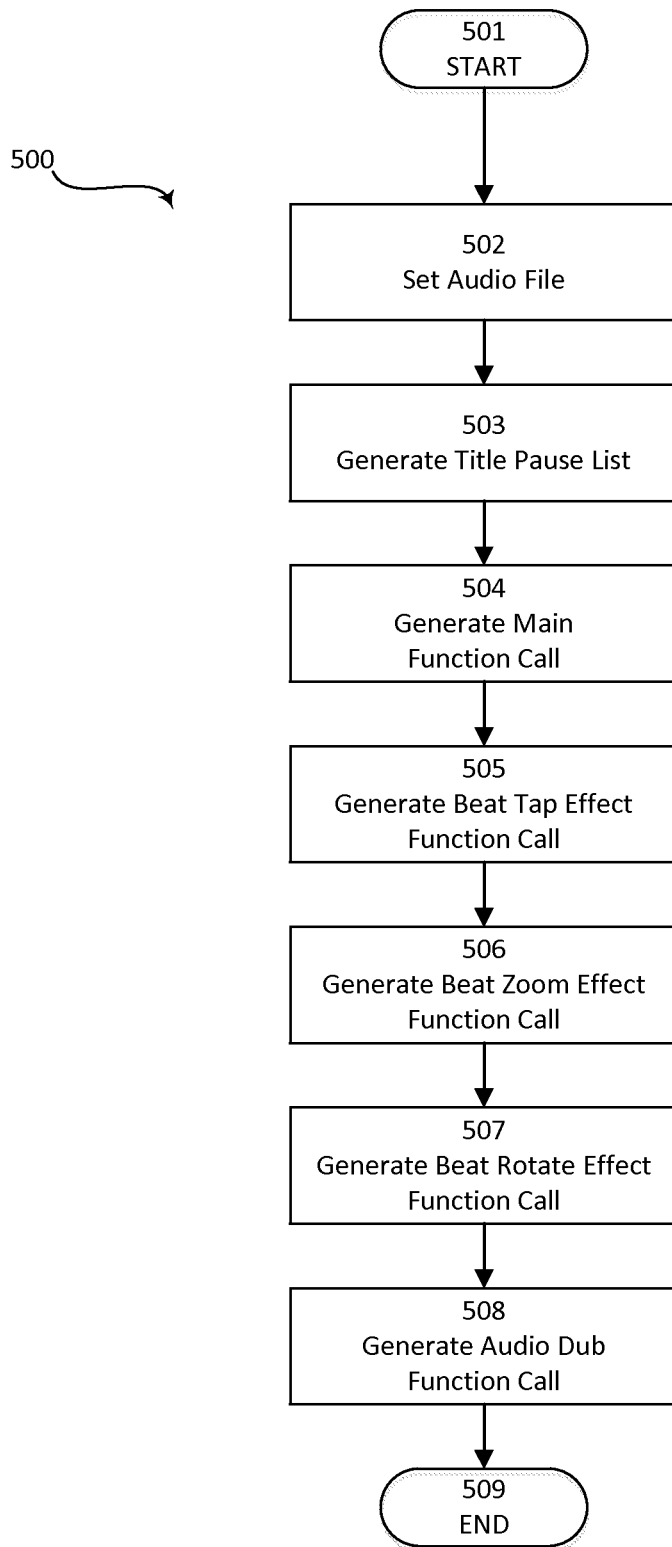 501
START
500
502
Set Audio File
503
Generate Title Pause List
504
Generate Main
Function Call
505
Generate Beat Tap Effect
Function Call
506
Generate Beat Zoom Effect
Function Call
507
Generate Beat Rotate Effect
Function Call
508
Generate Audio Dub
Function Call
509
END